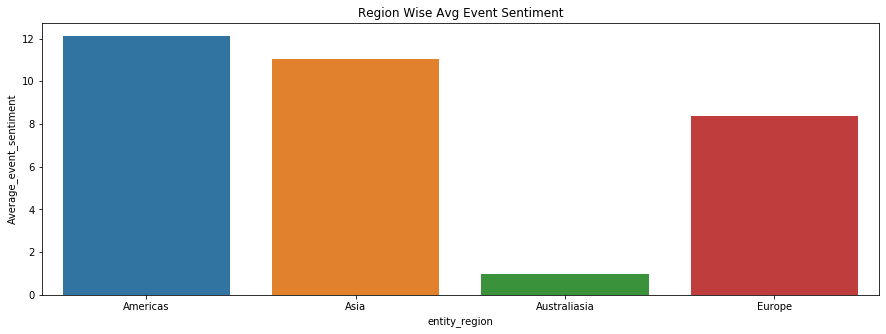 Region Wise Avg Event Sentiment
12
10
8
6
4
2
0
Average_event_sentiment
Americas
Asia
Australiasia
Europe
entity_region